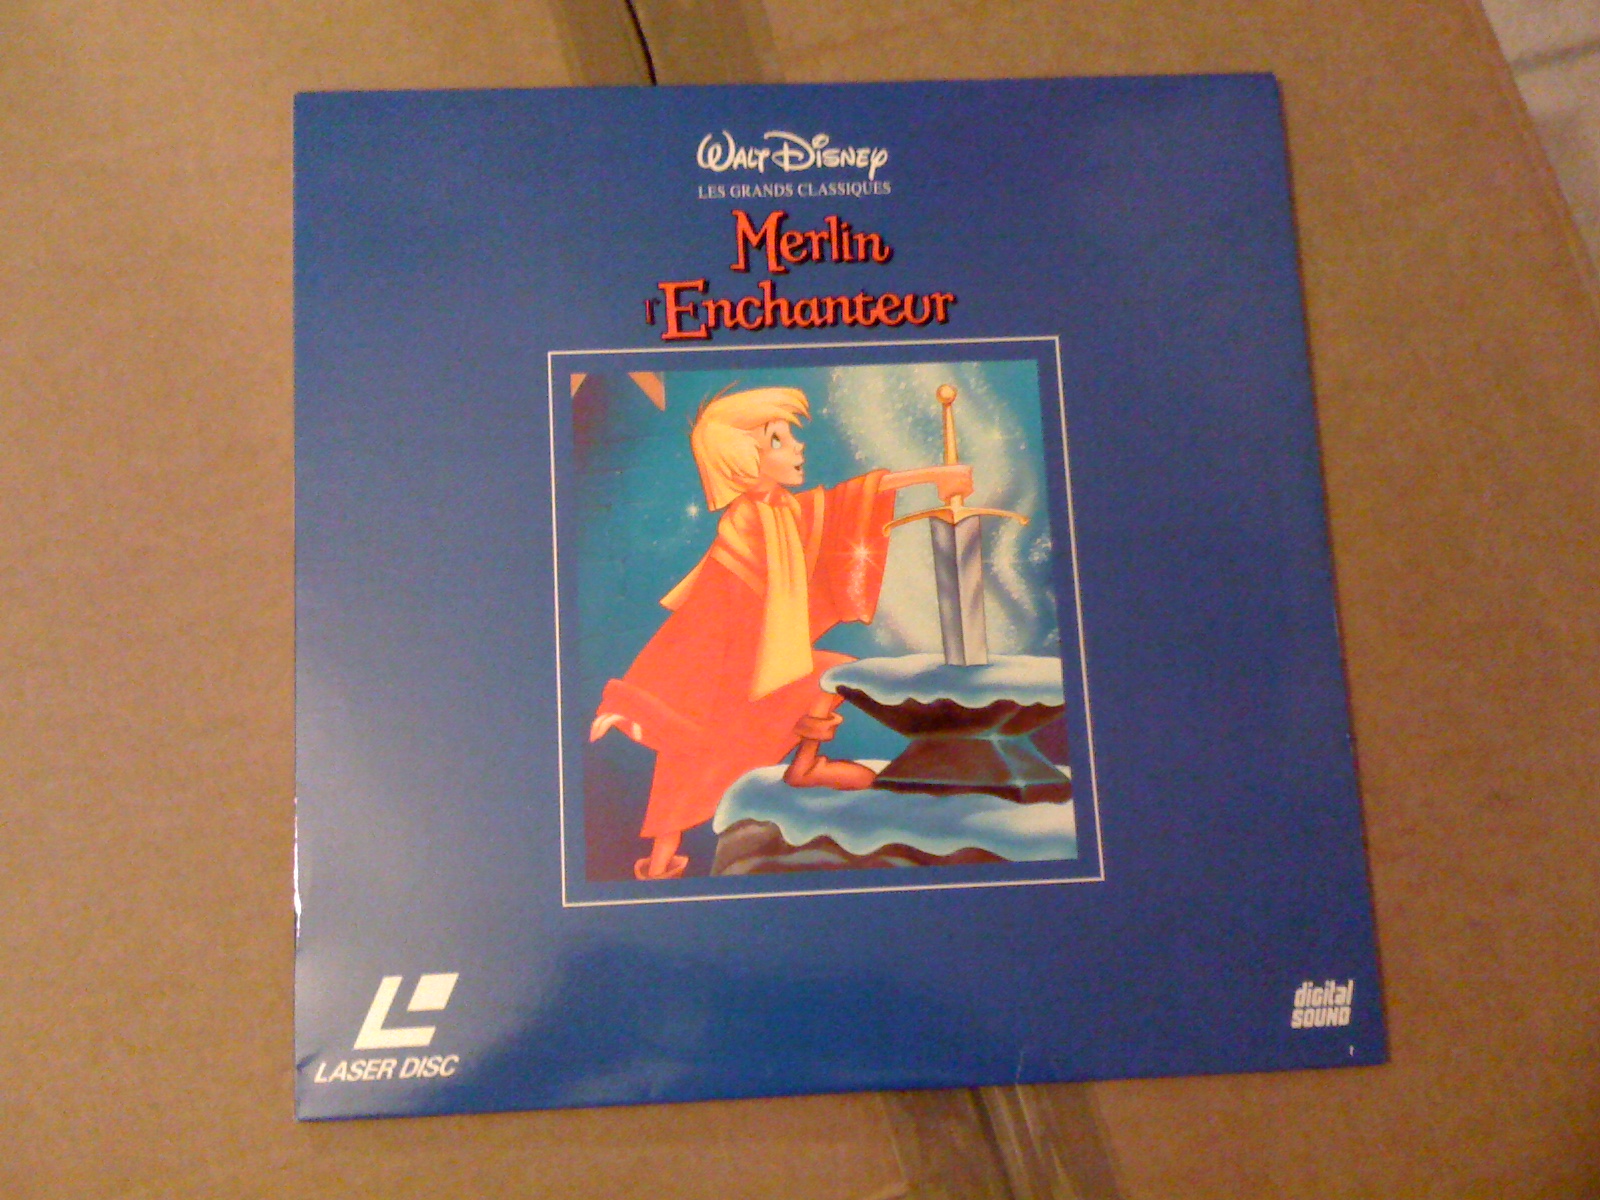 WALT DISNEY
LES GRANDS CLASSIQUES
Merlin
l'Enchanteur
LASER DISC
digital
SOUND